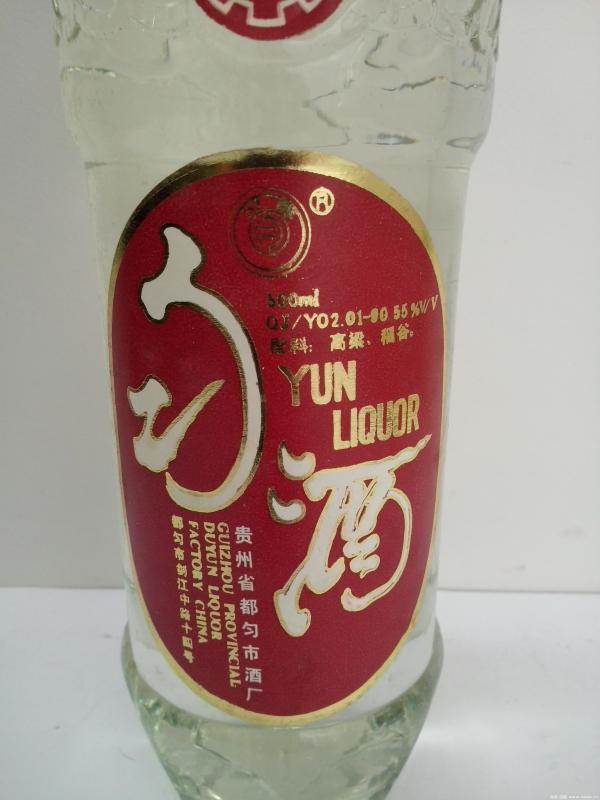 ®
500ml
QJ/YO2.01-90 55%V/V
配料：高梁、稻谷。
YUN
LIQUOR
匀酒
贵州省都匀市酒厂
GUIZHOU PROVINCIAL
DUYUN LIQUOR
FACTORY CHINA
都匀市剑江中路十四号